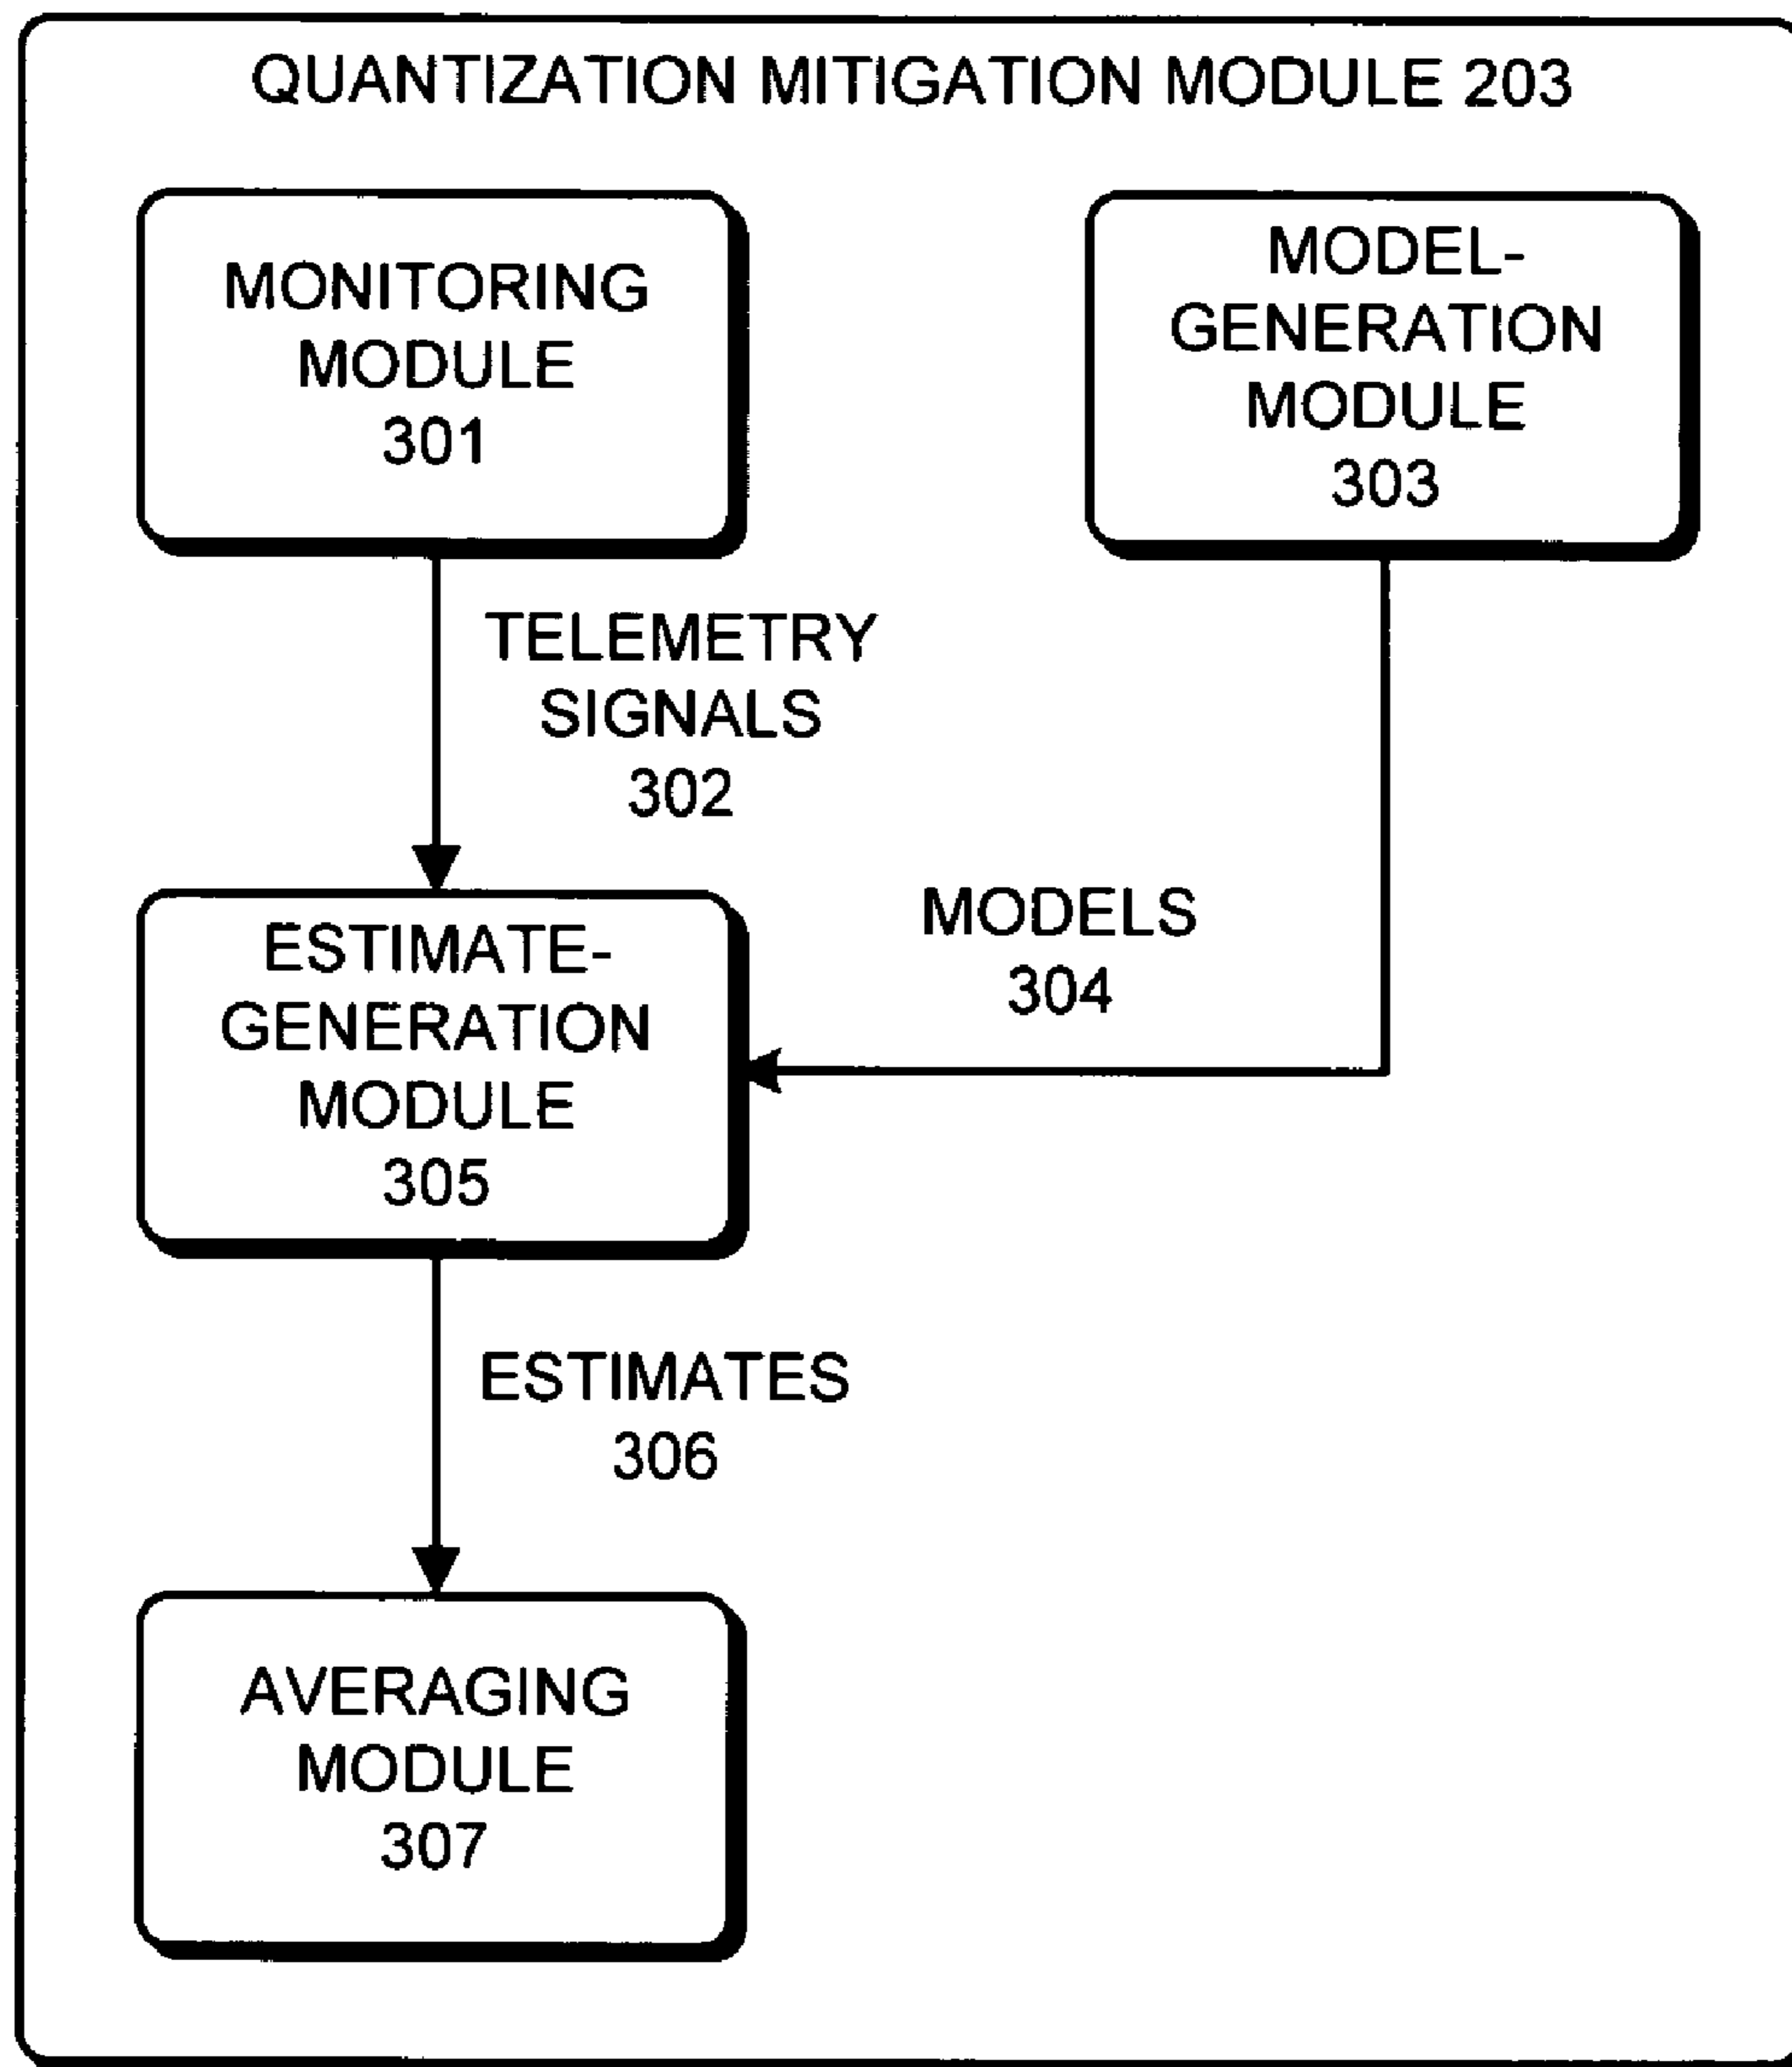 QUANTIZATION MITIGATION MODULE 203
MONITORING
MODULE
301
MODEL-
GENERATION
MODULE
303
TELEMETRY
SIGNALS
302
MODELS
304
ESTIMATE-
GENERATION
MODULE
305
ESTIMATES
306
AVERAGING
MODULE
307